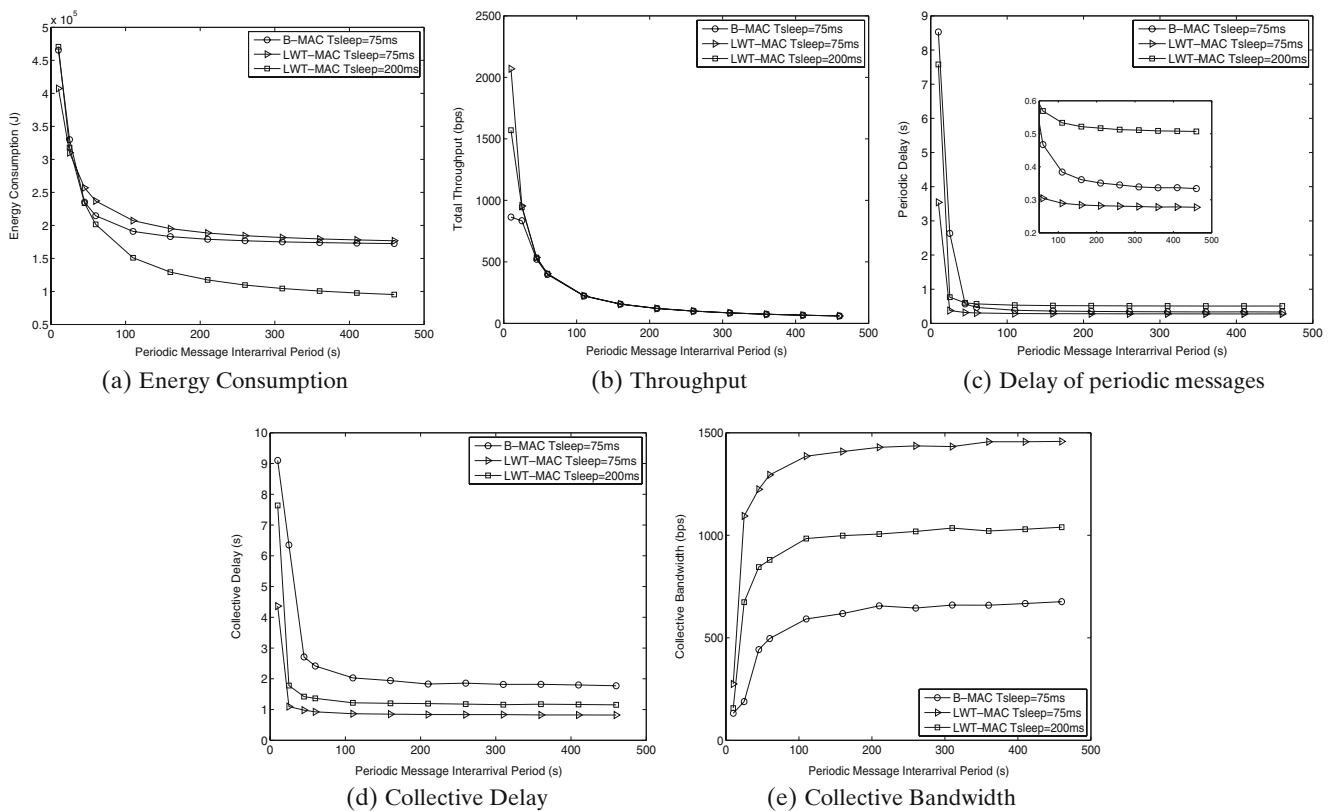 × 10⁵
5
4.5
4
3.5
3
2.5
2
1.5
1
0.5
0 100 200 300 400 500
Energy Consumption (J)
Periodic Message Interarrival Period (s)
B−MAC Tsleep=75ms
LWT−MAC Tsleep=75ms
LWT−MAC Tsleep=200ms
(a) Energy Consumption
2500
2000
1500
1000
500
0
0 100 200 300 400 500
Total Throughput (bps)
Periodic Message Interarrival Period (s)
B−MAC Tsleep=75ms
LWT−MAC Tsleep=75ms
LWT−MAC Tsleep=200ms
(b) Throughput
9
8
7
6
5
4
3
2
1
0
0 100 200 300 400 500
Periodic Delay (s)
Periodic Message Interarrival Period (s)
B−MAC Tsleep=75ms
LWT−MAC Tsleep=75ms
LWT−MAC Tsleep=200ms
0.6
0.5
0.4
0.3
0.2
100 200 300 400 500
(c) Delay of periodic messages
10
9
8
7
6
5
4
3
2
1
0
0 100 200 300 400 500
Collective Delay (s)
Periodic Message Interarrival Period (s)
B−MAC Tsleep=75ms
LWT−MAC Tsleep=75ms
LWT−MAC Tsleep=200ms
(d) Collective Delay
1500
1000
500
0
0 100 200 300 400 500
Collective Bandwidth (bps)
Periodic Message Interarrival Period (s)
B−MAC Tsleep=75ms
LWT−MAC Tsleep=75ms
LWT−MAC Tsleep=200ms
(e) Collective Bandwidth